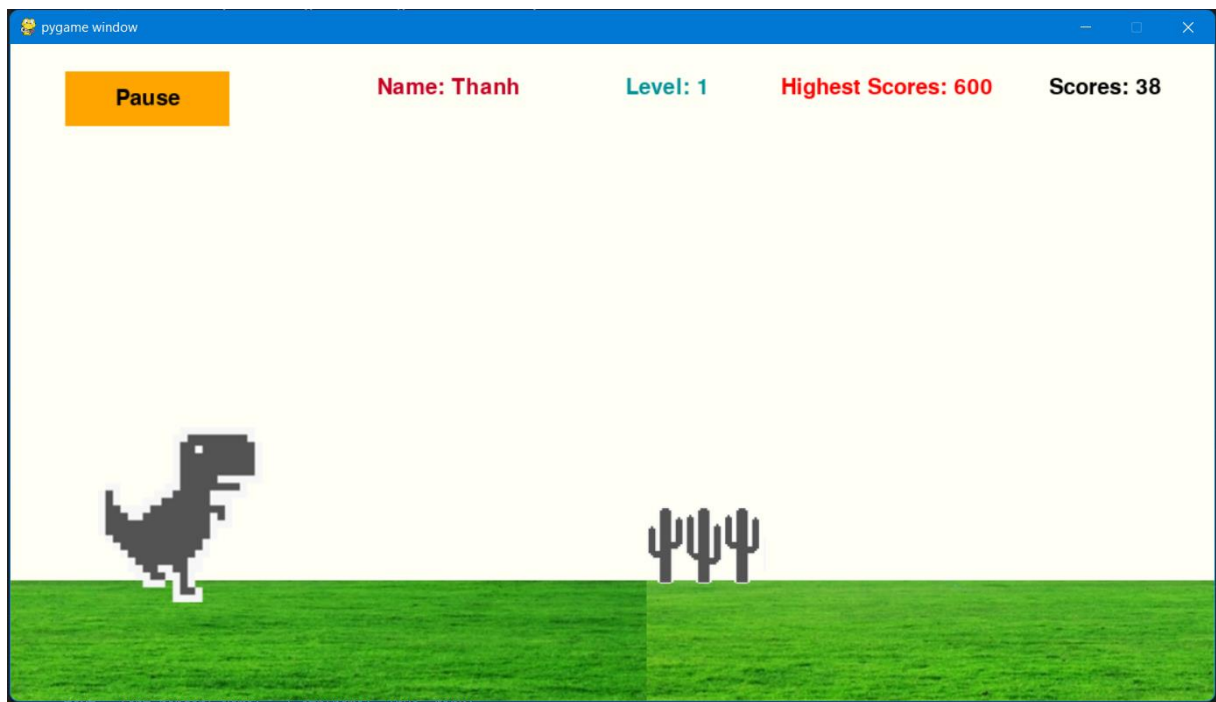 pygame window
Pause
Name: Thanh
Level: 1
Highest Scores: 600
Scores: 38